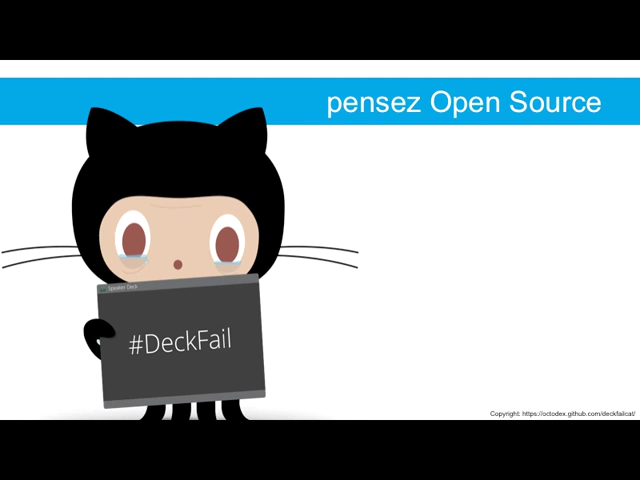 pensez Open Source
Speaker Deck
#DeckFail
Copyright: https://octodex.github.com/deckfailcat/